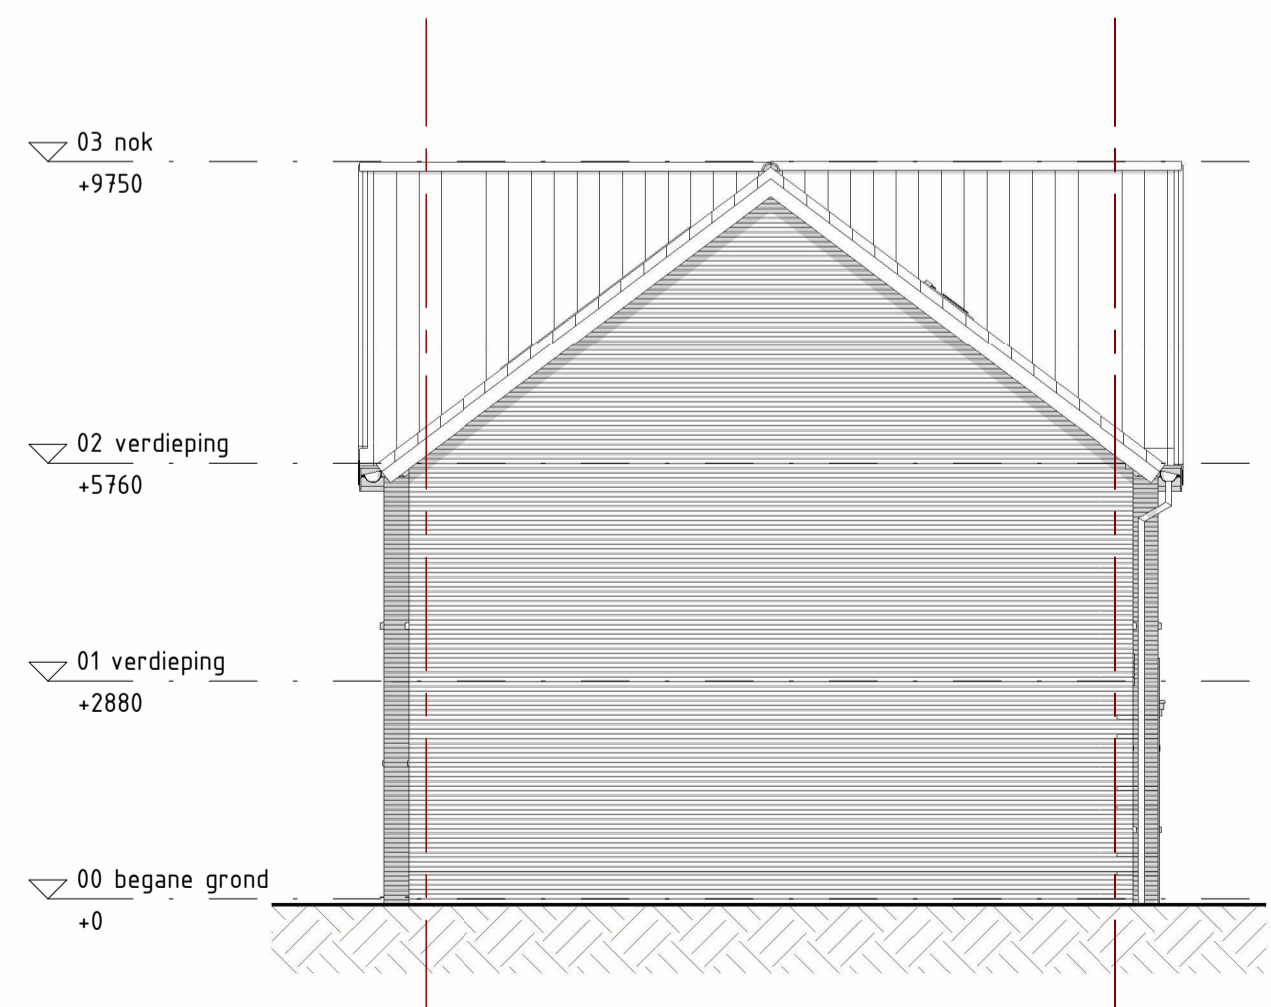 03 nok
+9750
02 verdieping
+5760
01 verdieping
+2880
00 begane grond
+0